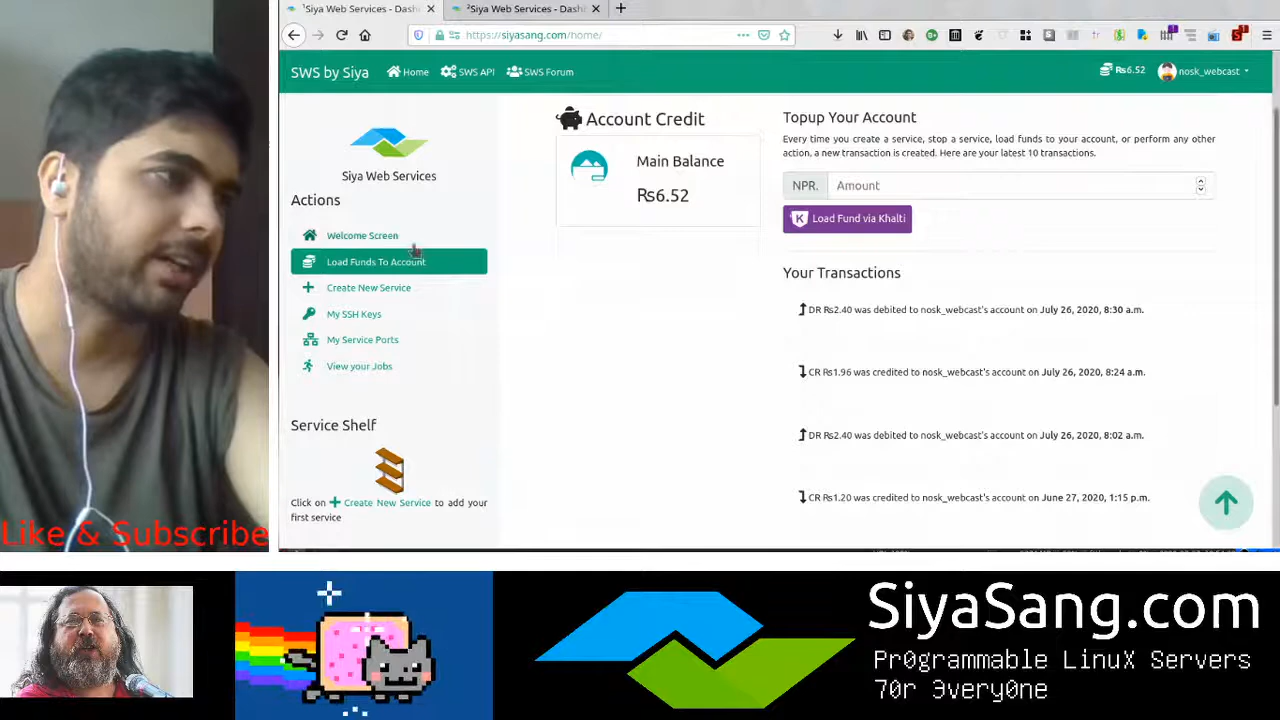 ¹Siya Web Services - Dash
²Siya Web Services - Dashl
https://siyasang.com/home/
SWS by Siya
Home
SWS API
SWS Forum
Rs6.52
nosk_webcast
Siya Web Services
Actions
Welcome Screen
Load Funds To Account
Create New Service
My SSH Keys
My Service Ports
View your Jobs
Service Shelf
Click on + Create New Service to add your
first service
Account Credit
Main Balance
Rs6.52
Topup Your Account
Every time you create a service, stop a service, load funds to your account, or perform any other
action, a new transaction is created. Here are your latest 10 transactions.
NPR.
Amount
Load Fund via Khalti
Your Transactions
DR Rs2.40 was debited to nosk_webcast's account on July 26, 2020, 8:30 a.m.
CR Rs1.96 was credited to nosk_webcast's account on July 26, 2020, 8:24 a.m.
DR Rs2.40 was debited to nosk_webcast's account on July 26, 2020, 8:02 a.m.
CR Rs1.20 was credited to nosk_webcast's account on June 27, 2020, 1:15 p.m.
Like & Subscribe
SiyaSang.com
Pr0grammable LinuX Servers
70r 3very0ne